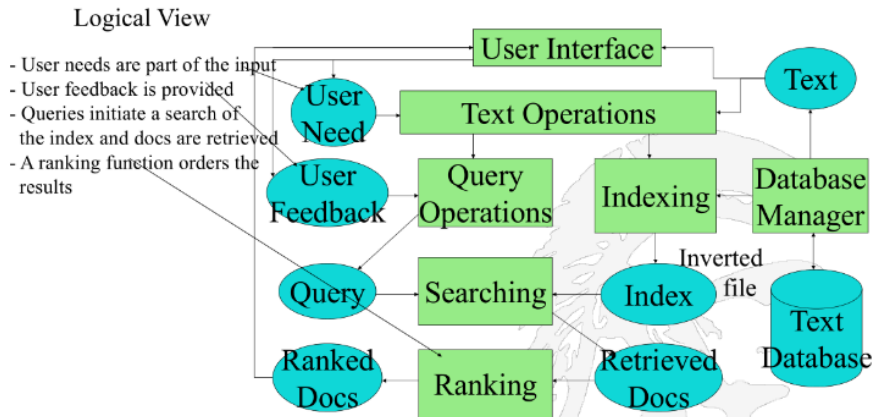 Logical View
- User needs are part of the input
- User feedback is provided
- Queries initiate a search of
the index and docs are retrieved
- A ranking function orders the
results
User Interface
Text
User
Need
Text Operations
User
Feedback
Query
Operations
Indexing
Database
Manager
Query
Searching
Index
Inverted
file
Text
Database
Ranked
Docs
Ranking
Retrieved
Docs